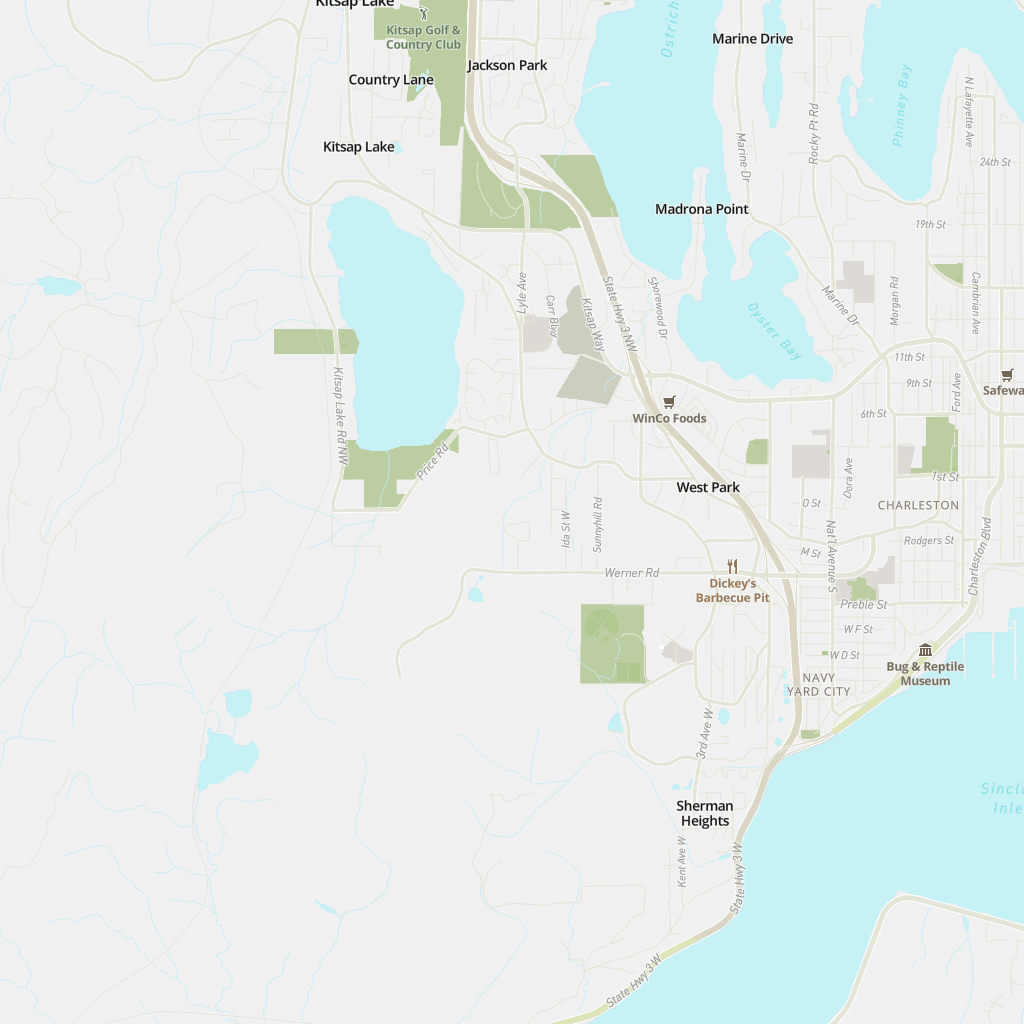 Kitsap Lake
Kitsap Golf &
Country Club
Ostrich
Marine Drive
Jackson Park
Country Lane
Phinney Bay
N Lafayette Ave
Rocky Pt Rd
Marine Dr
Kitsap Lake
24th St
Madrona Point
19th St
Lyle Ave
Carr Blvd
Kitsap Way
State Hwy 3 NW
Shorewood Dr
Oyster Bay
Marine Dr
Morgan Rd
Cambrian Ave
11th St
9th St
Ford Ave
Safeway
6th St
WinCo Foods
Kitsap Lake Rd NW
Price Rd
West Park
Dora Ave
1st St
CHARLESTON
O St
Ida St W
Sunnyhill Rd
Nat'l Avenue S
M St
Rodgers St
Charleston Blvd
Werner Rd
Dickey's
Barbecue Pit
Preble St
W F St
W D St
Bug & Reptile
Museum
NAVY
YARD CITY
3rd Ave W
Sincla
Inle
Sherman
Heights
Kent Ave W
State Hwy 3 W
State Hwy 3 W